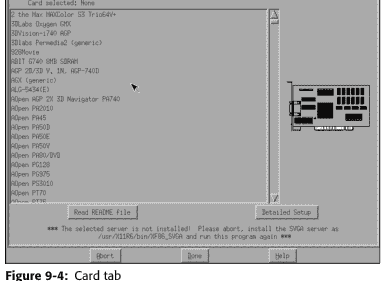 Card selected: None
2 the Max MAXColor S3 Trio64V+
3DLabs Oxygen GMX
3DVision-i740 AGP
3Dlabs Permedia2 (generic)
928Movie
ABIT G740 8MB SDRAM
AGP 2D/3D V. 1N, AGP-740D
AGX (generic)
ALG-5434(E)
AOpen AGP 2X 3D Navigator PA740
AOpen PA2010
AOpen PA45
AOpen PA50D
AOpen PA50E
AOpen PA50V
AOpen PA80/DVD
AOpen PG128
AOpen PG975
AOpen PS3010
AOpen PT70
AOpen PT75
Read README file
Detailed Setup
*** The selected server is not installed! Please abort, install the SVGA server as
/usr/X11R6/bin/XF86_SVGA and run this program again ***
Abort
Done
Help
Figure 9-4: Card tab